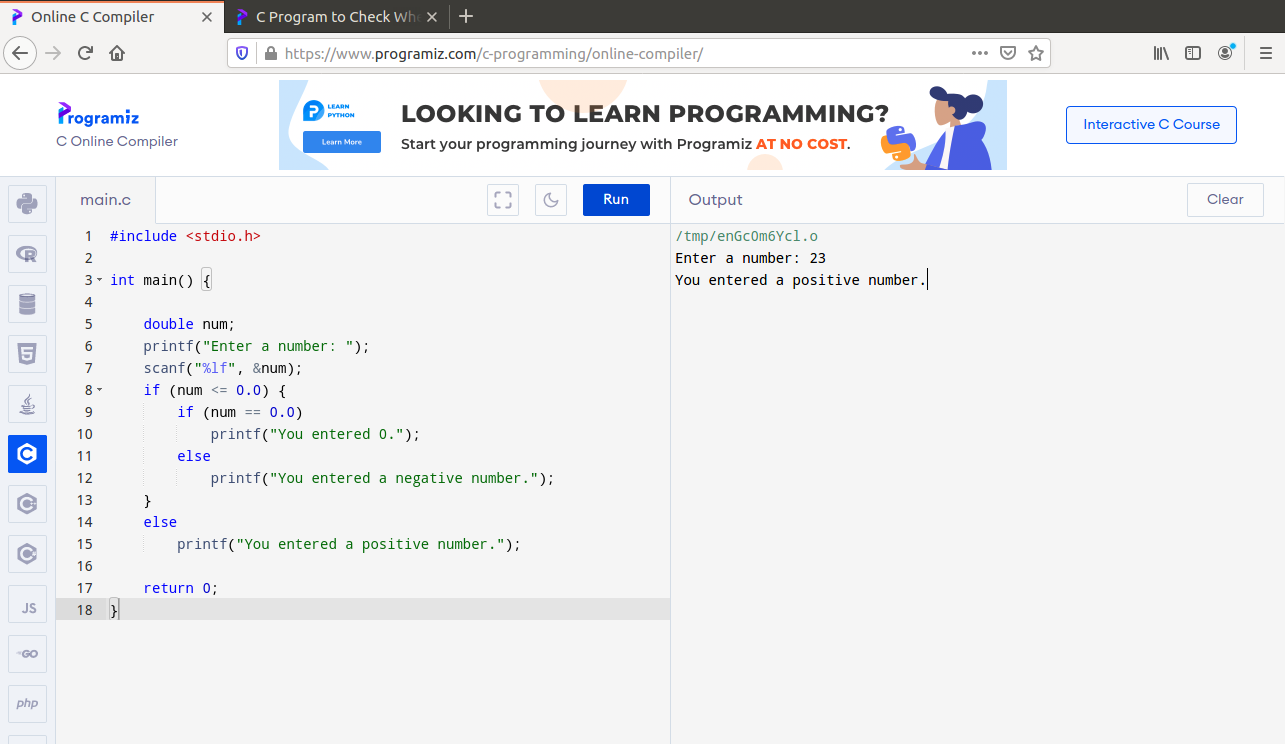 Online C Compiler
C Program to Check Whe
https://www.programiz.com/c-programming/online-compiler/
Programiz
C Online Compiler
LEARN
PYTHON
Learn More
LOOKING TO LEARN PROGRAMMING?
Start your programming journey with Programiz AT NO COST.
Interactive C Course
main.c
Run
Output
Clear
1 #include <stdio.h>
2
3 int main() {
4
5 double num;
6 printf("Enter a number: ");
7 scanf("%lf", &num);
8 if (num <= 0.0) {
9 if (num == 0.0)
10 printf("You entered 0.");
11 else
12 printf("You entered a negative number.");
13 }
14 else
15 printf("You entered a positive number.");
16
17 return 0;
18 }
/tmp/enGcOm6Ycl.o
Enter a number: 23
You entered a positive number.
JS
GO
php